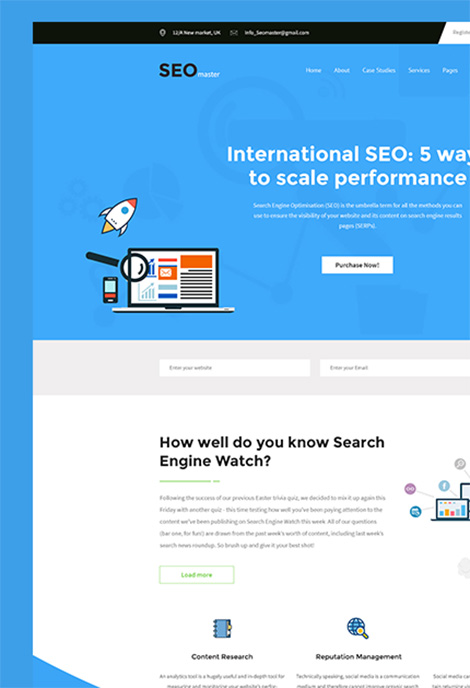 12/A New market, UK    Info_Seomaster@gmail.com    Registe
SEO master    Home    About    Case Studies    Services    Pages
International SEO: 5 way
to scale performance
Search Engine Optimisation (SEO) is the umbrella term for all the methods you can
use to ensure the visibility of your website and its content on search engine results
pages (SERPs).
Purchase Now!
Enter your website    Enter your Email
How well do you know Search
Engine Watch?
Following the success of our previous Easter trivia quiz, we decided to mix it up again this
Friday with another quiz - this time testing how well you've been paying attention to the
content we've been publishing on Search Engine Watch this week. All of our questions
(bar one, for fun) are drawn from the past week's worth of content, including last week's
search news roundup. So brush up and give it your best shot!
Load more
Content Research    Reputation Management
An analytics tool is a hugely useful and in-depth tool for    Technically speaking, social media is a communication    Social media
measuring and monitoring your website's perfor-    medium and therefore cannot improve organic search